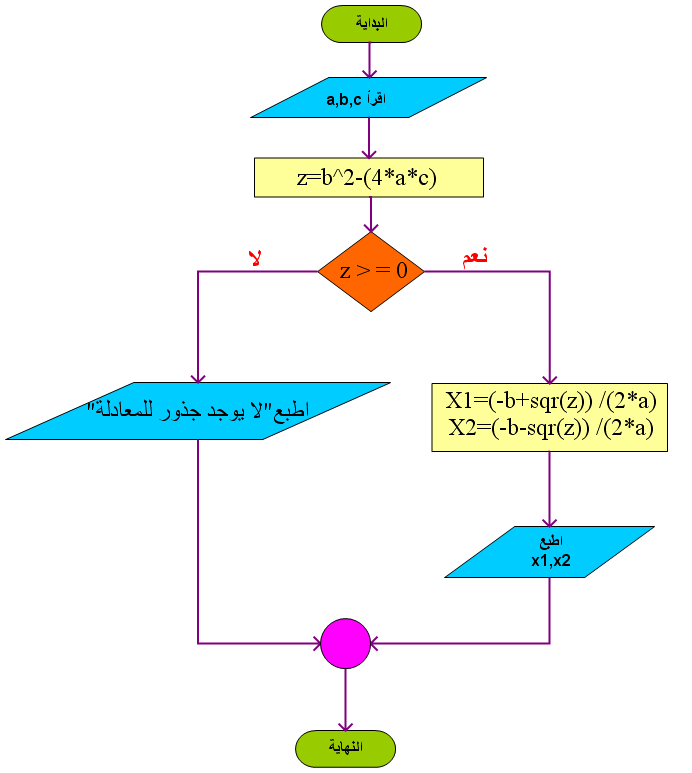 البداية
اقرأ a,b,c
z=b^2-(4*a*c)
z > = 0
لا
نعم
اطبع"لا يوجد جذور للمعادلة"
X1=(-b+sqr(z)) /(2*a)
X2=(-b-sqr(z)) /(2*a)
اطبع
x1,x2
النهاية